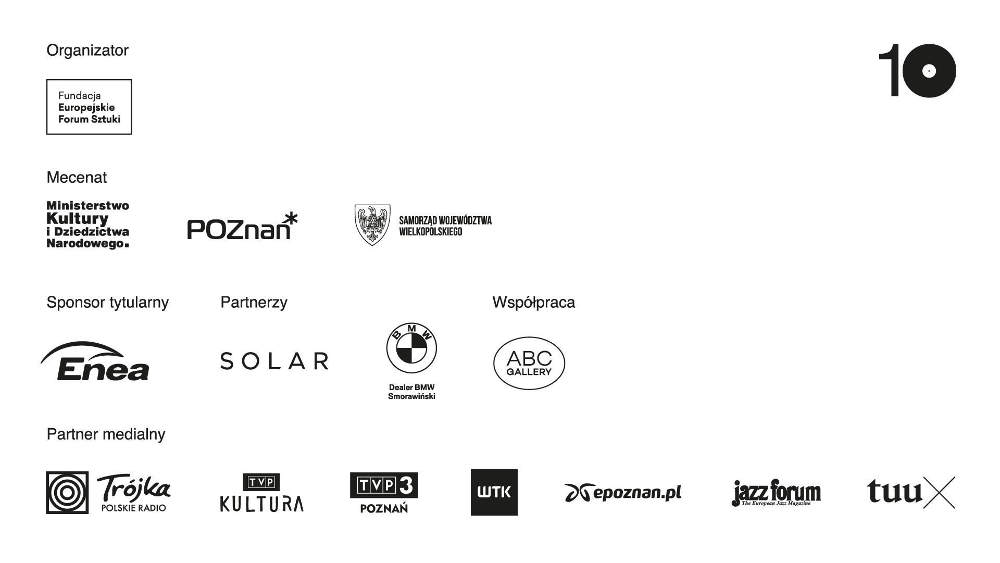 Organizator
10
Fundacja
Europejskie
Forum Sztuki
Mecenat
Ministerstwo
Kultury
i Dziedzictwa
Narodowego.
POZnań*
SAMORZĄD WOJEWÓDZTWA
WIELKOPOLSKIEGO
Sponsor tytularny
Partnerzy
Współpraca
Enea
SOLAR
BMW
Dealer BMW
Smorawiński
ABC
GALLERY
Partner medialny
Trójka
POLSKIE RADIO
TVP
KULTURA
TVP3
POZNAŃ
WTK
epoznan.pl
jazz forum
The European Jazz Magazine
tuu